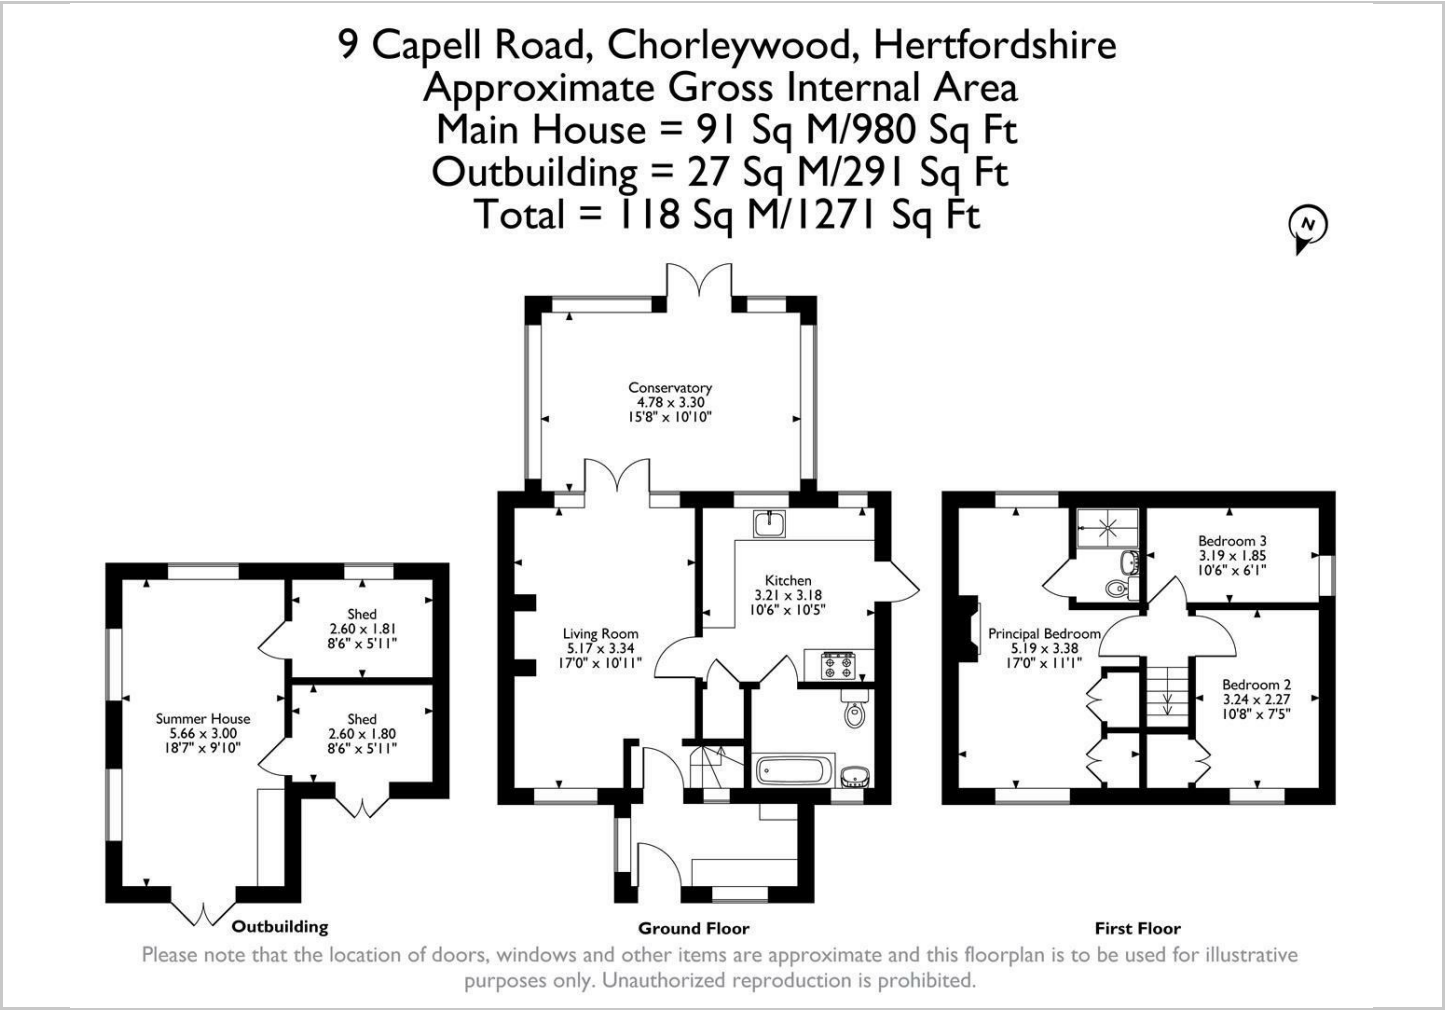 9 Capell Road, Chorleywood, Hertfordshire
Approximate Gross Internal Area
Main House = 91 Sq M/980 Sq Ft
Outbuilding = 27 Sq M/291 Sq Ft
Total = 118 Sq M/1271 Sq Ft
N
Conservatory
4.78 x 3.30
15'8" x 10'10"
Kitchen
3.21 x 3.18
10'6" x 10'5"
Living Room
5.17 x 3.34
17'0" x 10'11"
Bedroom 3
3.19 x 1.85
10'6" x 6'1"
Principal Bedroom
5.19 x 3.38
17'0" x 11'1"
Bedroom 2
3.24 x 2.27
10'8" x 7'5"
Shed
2.60 x 1.81
8'6" x 5'11"
Summer House
5.66 x 3.00
18'7" x 9'10"
Shed
2.60 x 1.80
8'6" x 5'11"
Outbuilding
Ground Floor
First Floor
Please note that the location of doors, windows and other items are approximate and this floorplan is to be used for illustrative
purposes only. Unauthorized reproduction is prohibited.